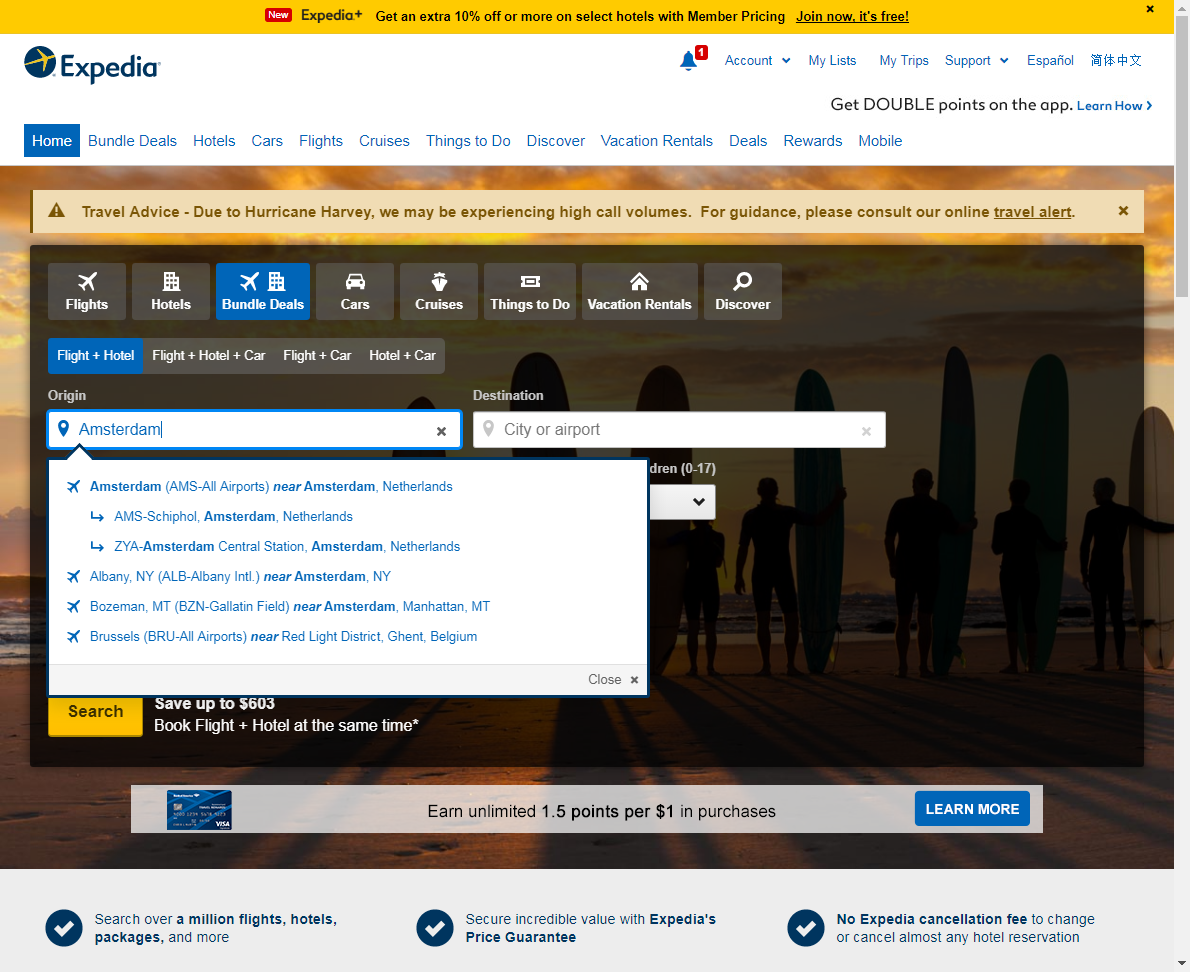 New Expedia+ Get an extra 10% off or more on select hotels with Member Pricing Join now, it's free!
Expedia
1 Account My Lists My Trips Support Español 简体中文
Get DOUBLE points on the app. Learn How
Home Bundle Deals Hotels Cars Flights Cruises Things to Do Discover Vacation Rentals Deals Rewards Mobile
Travel Advice - Due to Hurricane Harvey, we may be experiencing high call volumes. For guidance, please consult our online travel alert.
Flights Hotels Bundle Deals Cars Cruises Things to Do Vacation Rentals Discover
Flight + Hotel Flight + Hotel + Car Flight + Car Hotel + Car
Origin Destination
Amsterdam City or airport
dren (0-17)
Amsterdam (AMS-All Airports) near Amsterdam, Netherlands
AMS-Schiphol, Amsterdam, Netherlands
ZYA-Amsterdam Central Station, Amsterdam, Netherlands
Albany, NY (ALB-Albany Intl.) near Amsterdam, NY
Bozeman, MT (BZN-Gallatin Field) near Amsterdam, Manhattan, MT
Brussels (BRU-All Airports) near Red Light District, Ghent, Belgium
Close
Search Save up to $603
Book Flight + Hotel at the same time*
VISA Earn unlimited 1.5 points per $1 in purchases LEARN MORE
Search over a million flights, hotels,
packages, and more
Secure incredible value with Expedia's
Price Guarantee
No Expedia cancellation fee to change
or cancel almost any hotel reservation